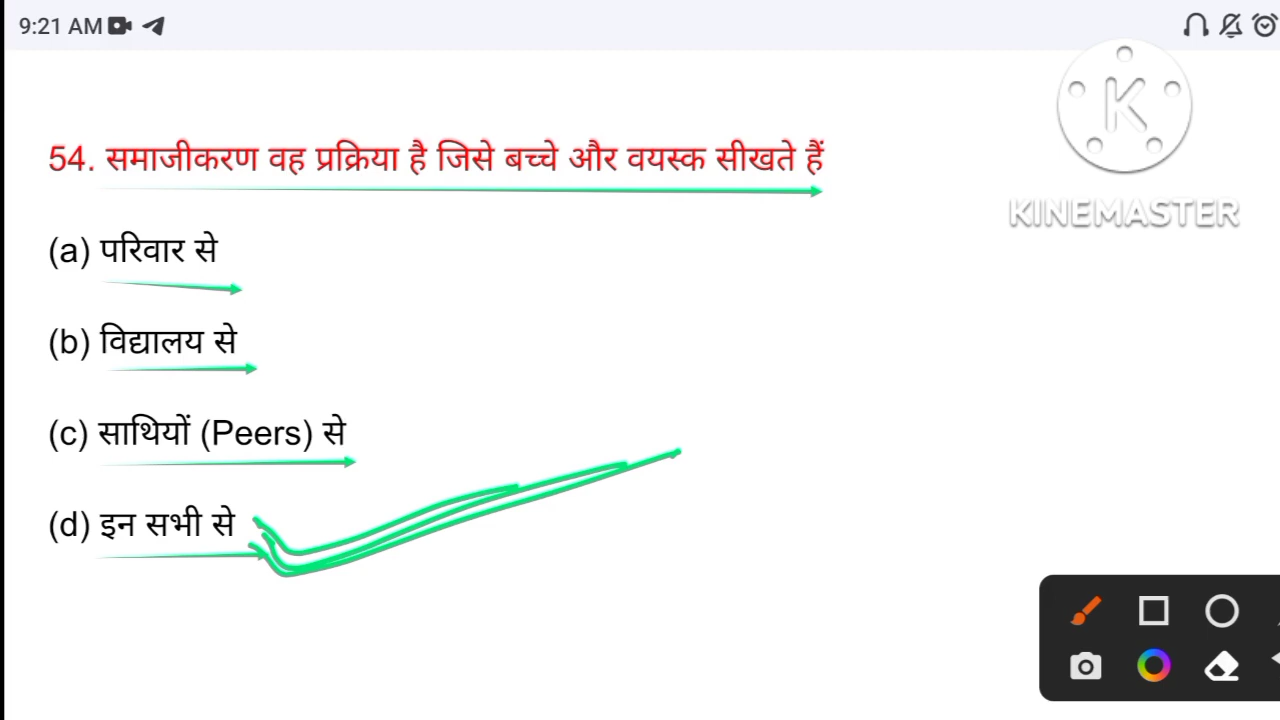 9:21 AM
K
KINEMASTER
54. समाजीकरण वह प्रक्रिया है जिसे बच्चे और वयस्क सीखते हैं
(a) परिवार से
(b) विद्यालय से
(c) साथियों (Peers) से
(d) इन सभी से